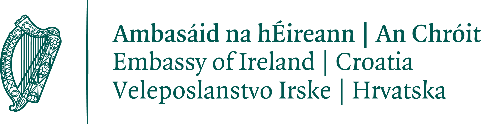 Ambasáid na hÉireann | An Chróit
Embassy of Ireland | Croatia
Veleposlanstvo Irske | Hrvatska